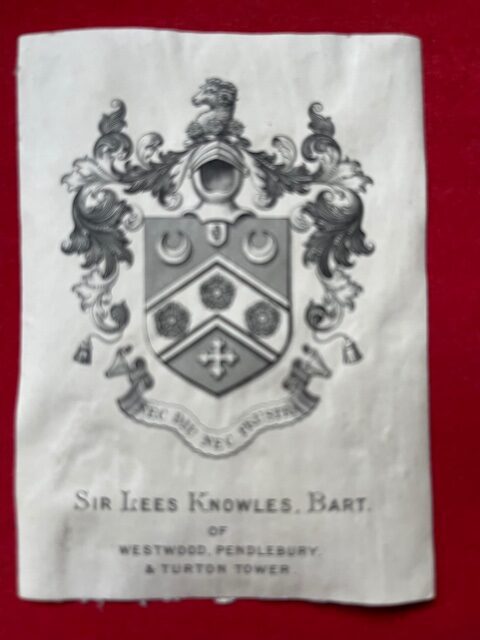 NEC DIU NEC FRUSTRA
SIR LEES KNOWLES, BART.
OF
WESTWOOD, PENDLEBURY,
& TURTON TOWER